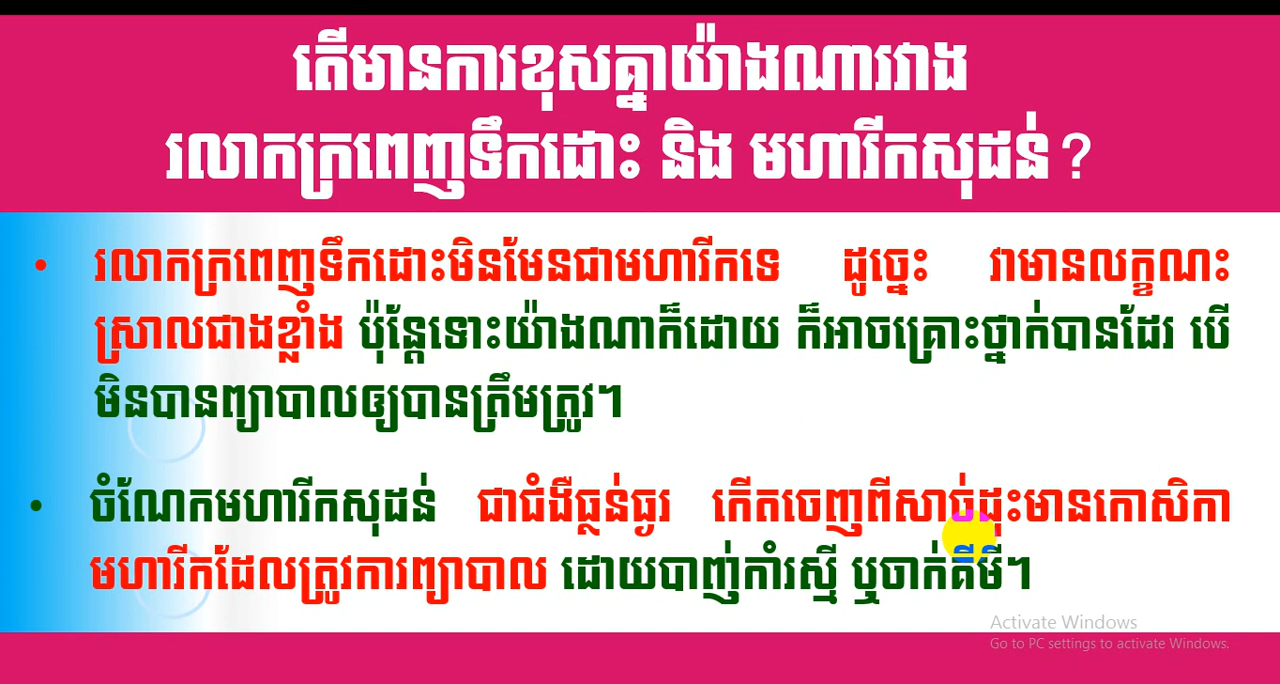 តើមានការខុសគ្នាយ៉ាងណារវាង
រលាកក្រពេញទឹកដោះ និង មហារីកសុដន់ ?
• រលាកក្រពេញទឹកដោះមិនមែនជាមហារីកទេ ដូច្នេះ វាមានលក្ខណះ
ស្រាលជាងខ្លាំង ប៉ុន្តែទោះយ៉ាងណាក៏ដោយ ក៏អាចគ្រោះថ្នាក់បានដែរ បើ
មិនបានព្យាបាលឲ្យបានត្រឹមត្រូវ។
• ចំណែកមហារីកសុដន់ ជាជំងឺធ្ងន់ធ្ងរ កើតចេញពីសាច់ដុះមានកោសិកា
មហារីកដែលត្រូវការព្យាបាល ដោយបាញ់កាំរស្មី ឬចាក់គីមី។
Activate Windows
Go to PC settings to activate Windows.